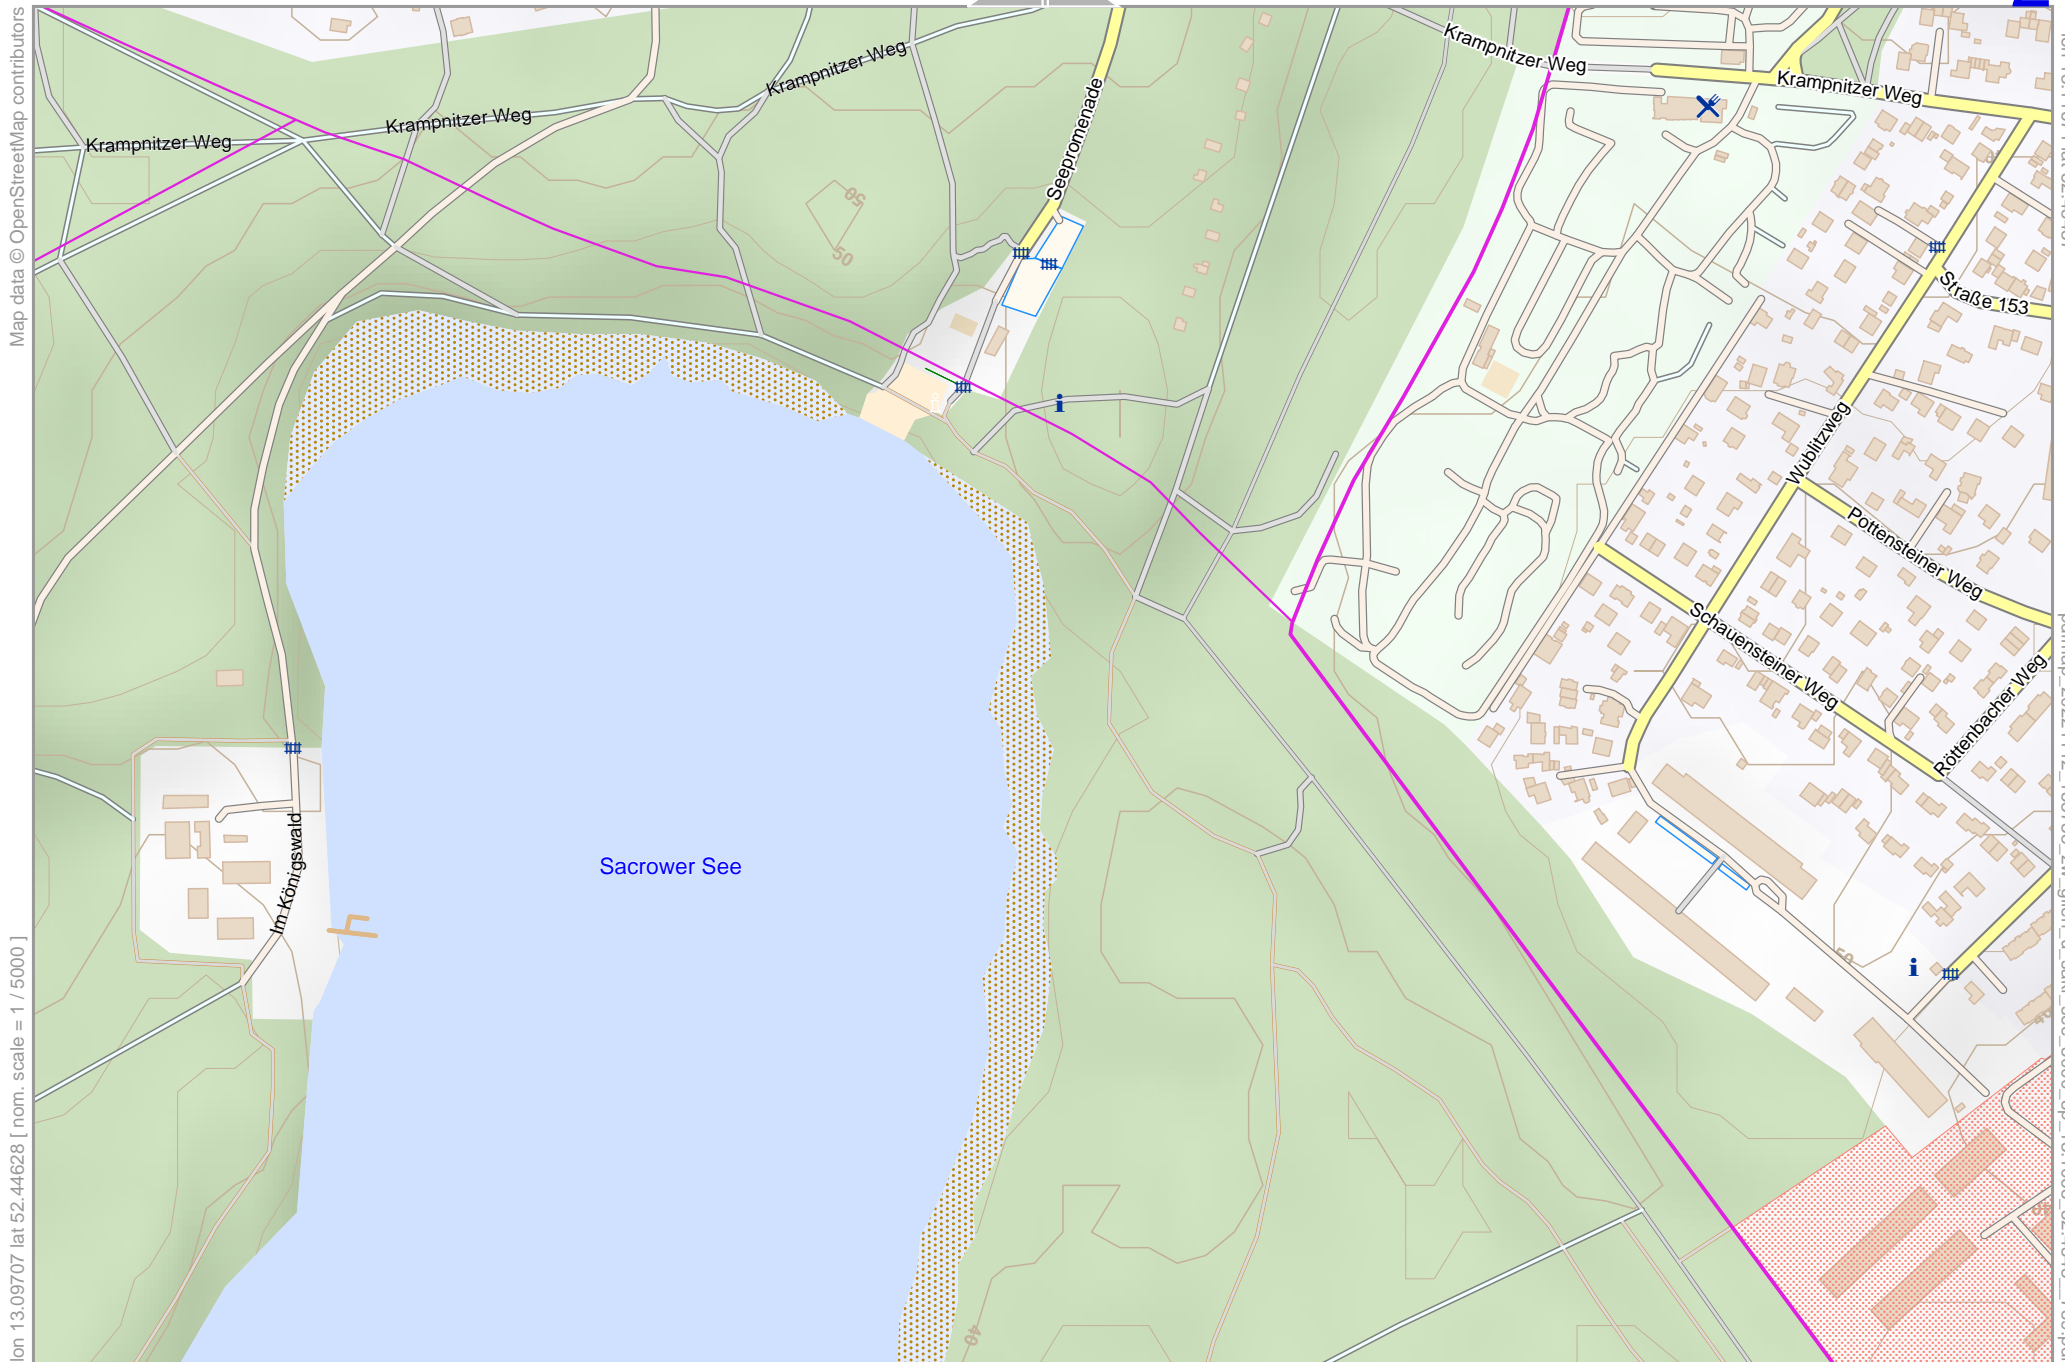 Map data © OpenStreetMap contributors
Krampnitzer Weg
Krampnitzer Weg
Krampnitzer Weg
Krampnitzer Weg
Krampnitzer Weg
Seepromenade
50
50
Straße 153
Wublitzweg
Pottensteiner Weg
Schauensteiner Weg
Röttenbacher Weg
Im Königswald
Sacrower See
50
40
40
lon 13.09707 lat 52.44628 [ nom. scale = 1 / 5000 ]